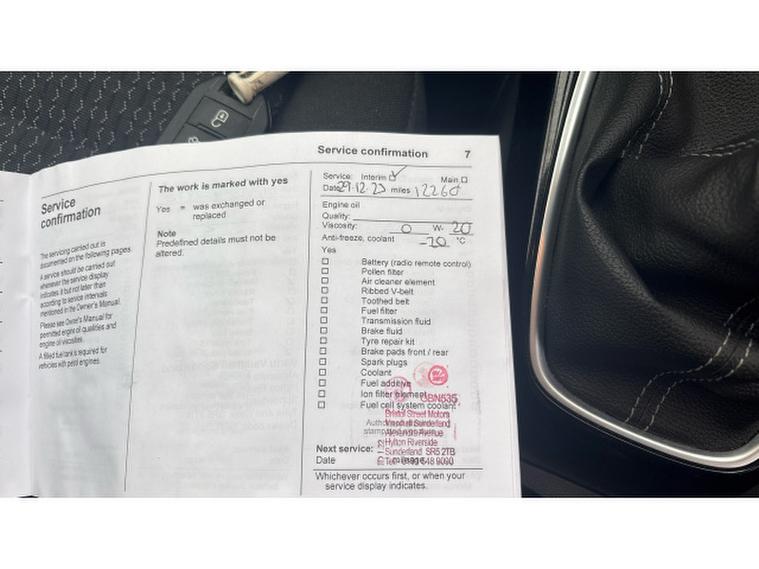 Service confirmation 7
Service
confirmation
The servicing carried out is
documented on the following pages.
A service should be carried out
whenever the service display
indicates it but not later than
according to service intervals
mentioned in the Owner's Manual.
Please see Owner's Manual for
permitted engine oil qualities and
engine oil viscosities.
A filled fuel tank is required for
vehicles with petrol engines.
The work is marked with yes
Yes = was exchanged or
replaced
Note
Predefined details must not be
altered.
Service: Interim Main
Date 29.12.23 miles 12260
Engine oil
Quality:
Viscosity: 0 W- 20
Anti-freeze, coolant -20 °C
Yes
Battery (radio remote control)
Pollen filter
Air cleaner element
Ribbed V-belt
Toothed belt
Fuel filter
Transmission fluid
Brake fluid
Tyre repair kit
Brake pads front / rear
Spark plugs
Coolant
Fuel additive
Ion filter element
Fuel cell system coolant
GBN535
Bristol Street Motors
Vauxhall Sunderland
Alexandra Avenue
Hylton Riverside
Sunderland SR5 2TB
Next service:
Date
Whichever occurs first, or when your
service display indicates.